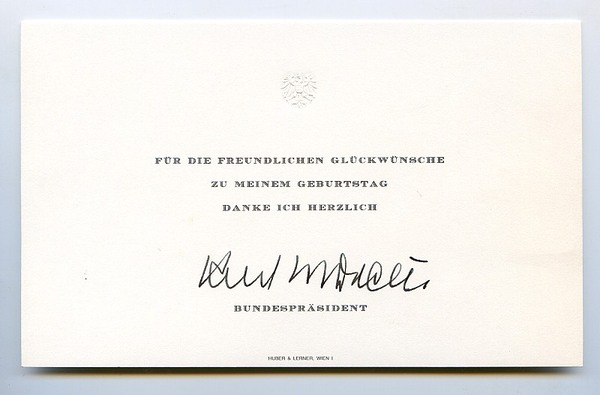 FÜR DIE FREUNDLICHEN GLÜCKWÜNSCHE
ZU MEINEM GEBURTSTAG
DANKE ICH HERZLICH
BUNDESPRÄSIDENT
HUBER & LERNER, WIEN I